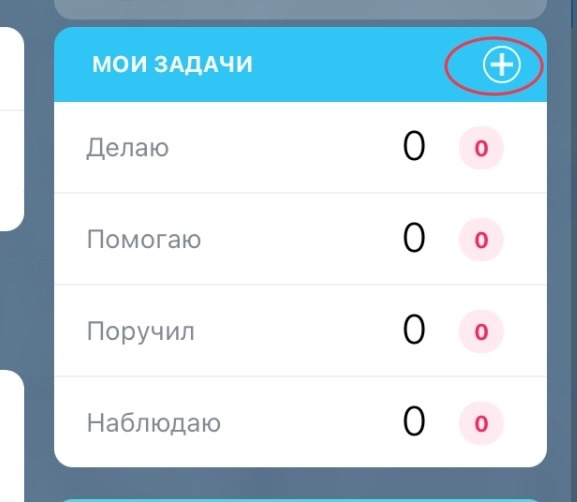 МОИ ЗАДАЧИ
Делаю 0 0
Помогаю 0 0
Поручил 0 0
Наблюдаю 0 0